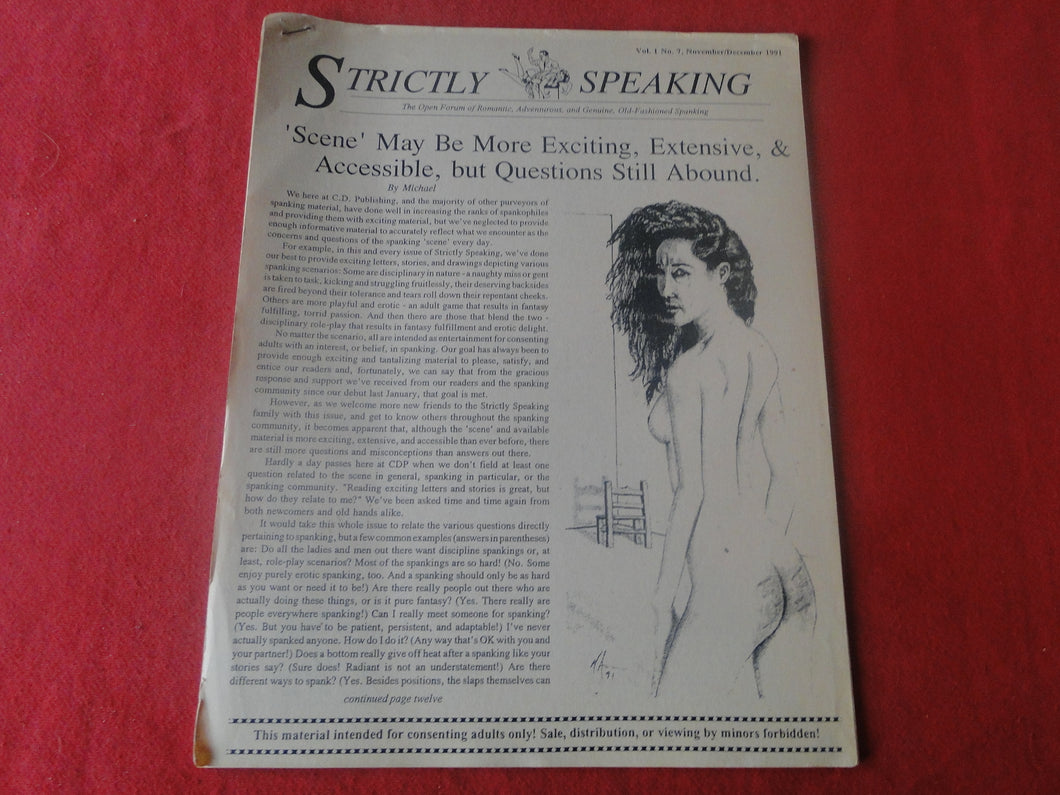 Vol. 1 No. 7, November/December 1991
STRICTLY SPEAKING
The Open Forum of Romantic, Adventurous, and Genuine, Old-Fashioned Spanking
'Scene' May Be More Exciting, Extensive, &
Accessible, but Questions Still Abound.
By Michael
We here at C.D. Publishing, and the majority of other purveyors of
spanking material, have done well in increasing the ranks of spankophiles
and providing them with exciting material, but we've neglected to provide
enough informative material to accurately reflect what we encounter as the
concerns and questions of the spanking 'scene' every day.
For example, in this and every issue of Strictly Speaking, we've done
our best to provide exciting letters, stories, and drawings depicting various
spanking scenarios: Some are disciplinary in nature - a naughty miss or gent
is taken to task, kicking and struggling fruitlessly, their deserving backsides
are fired beyond their tolerance and tears roll down their repentant cheeks.
Others are more playful and erotic - an adult game that results in fantasy
fulfilling, torrid passion. And then there are those that blend the two -
disciplinary role-play that results in fantasy fulfillment and erotic delight.
No matter the scenario, all are intended as entertainment for consenting
adults with an interest, or belief, in spanking. Our goal has always been to
provide enough exciting and tantalizing material to please, satisfy, and
entice our readers and, fortunately, we can say that from the gracious
response and support we've received from our readers and the spanking
community since our debut last January, that goal is met.
However, as we welcome more new friends to the Strictly Speaking
family with this issue, and get to know others throughout the spanking
community, it becomes apparent that, although the 'scene' and available
material is more exciting, extensive, and accessible than ever before, there
are still more questions and misconceptions than answers out there.
Hardly a day passes here at CDP when we don't field at least one
question related to the scene in general, spanking in particular, or the
spanking community. "Reading exciting letters and stories is great, but
how do they relate to me?" We've been asked time and time again from
both newcomers and old hands alike.
It would take this whole issue to relate the various questions directly
pertaining to spanking, but a few common examples (answers in parentheses)
are: Do all the ladies and men out there want discipline spankings or, at
least, role-play scenarios? Most of the spankings are so hard! (No. Some
enjoy purely erotic spanking, too. And a spanking should only be as hard
as you want or need it to be!) Are there really people out there who are
actually doing these things, or is it pure fantasy? (Yes. There really are
people everywhere spanking!) Can I really meet someone for spanking?
(Yes. But you have to be patient, persistent, and adaptable!) I've never
actually spanked anyone. How do I do it? (Any way that's OK with you and
your partner!) Does a bottom really give off heat after a spanking like your
stories say? (Sure does! Radiant is not an understatement!) Are there
different ways to spank? (Yes. Besides positions, the slaps themselves can
continued page twelve
91
This material intended for consenting adults only! Sale, distribution, or viewing by minors forbidden!